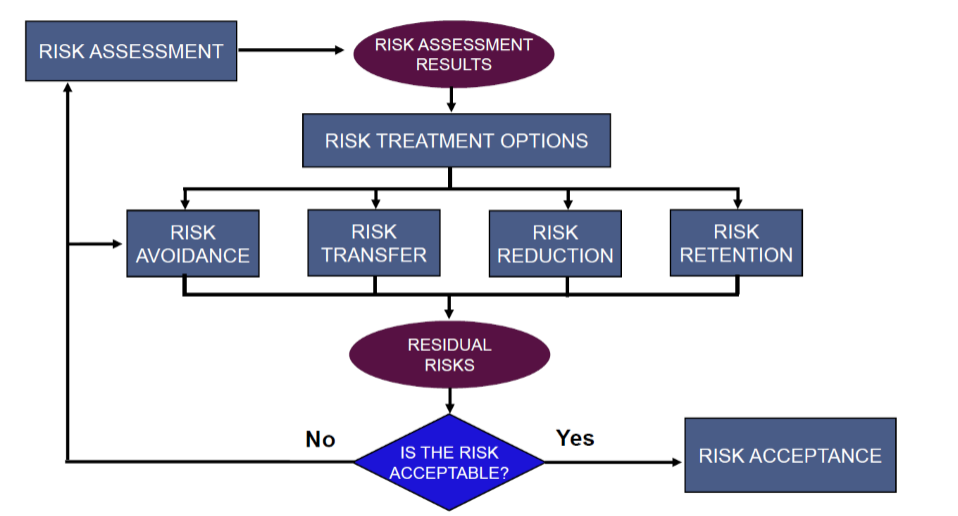 RISK ASSESSMENT
RISK ASSESSMENT
RESULTS
RISK TREATMENT OPTIONS
RISK
AVOIDANCE
RISK
TRANSFER
RISK
REDUCTION
RISK
RETENTION
RESIDUAL
RISKS
No
Yes
IS THE RISK
ACCEPTABLE?
RISK ACCEPTANCE